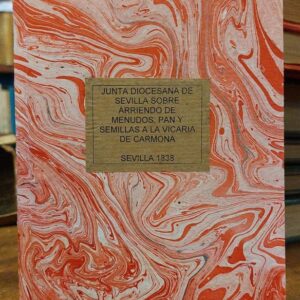 JUNTA DIOCESANA DE
SEVILLA SOBRE
ARRIENDO DE
MENUDOS, PAN Y
SEMILLAS A LA VICARIA
DE CARMONA
SEVILLA 1838